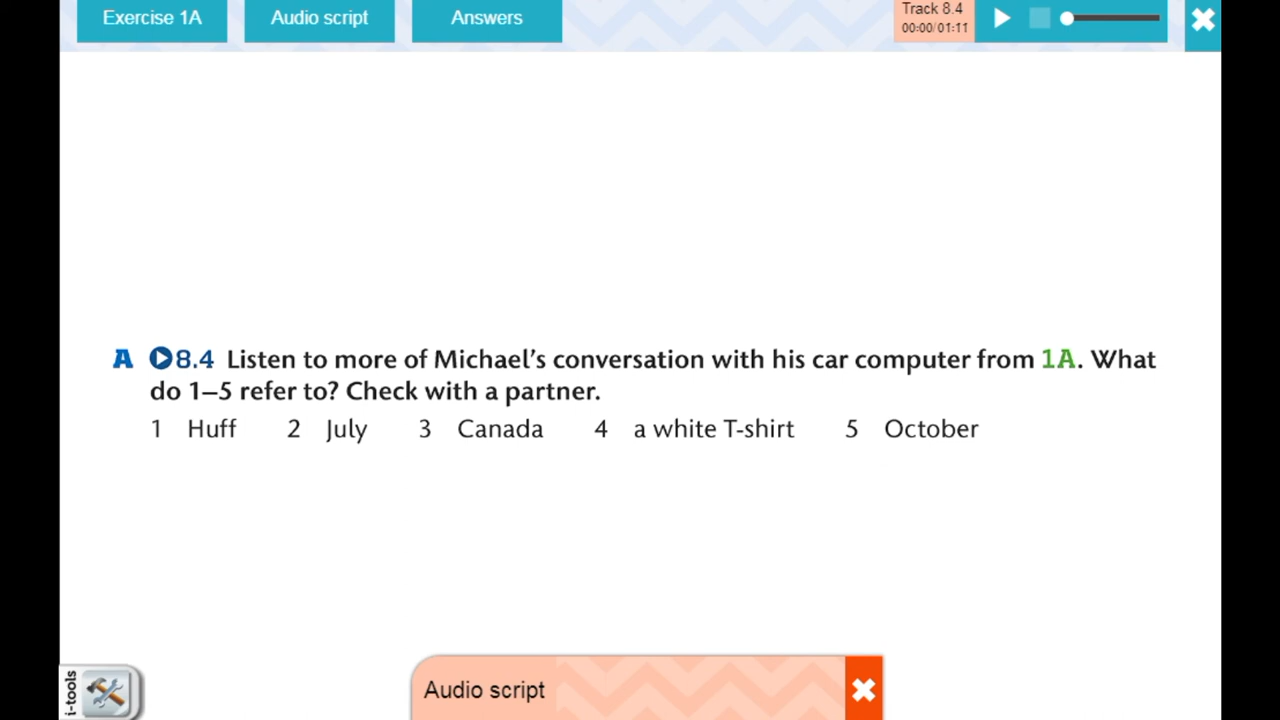 Exercise 1A Audio script Answers Track 8.4
00:00/01:11
A 8.4 Listen to more of Michael's conversation with his car computer from 1A. What
do 1–5 refer to? Check with a partner.
1 Huff 2 July 3 Canada 4 a white T-shirt 5 October
i-tools
Audio script